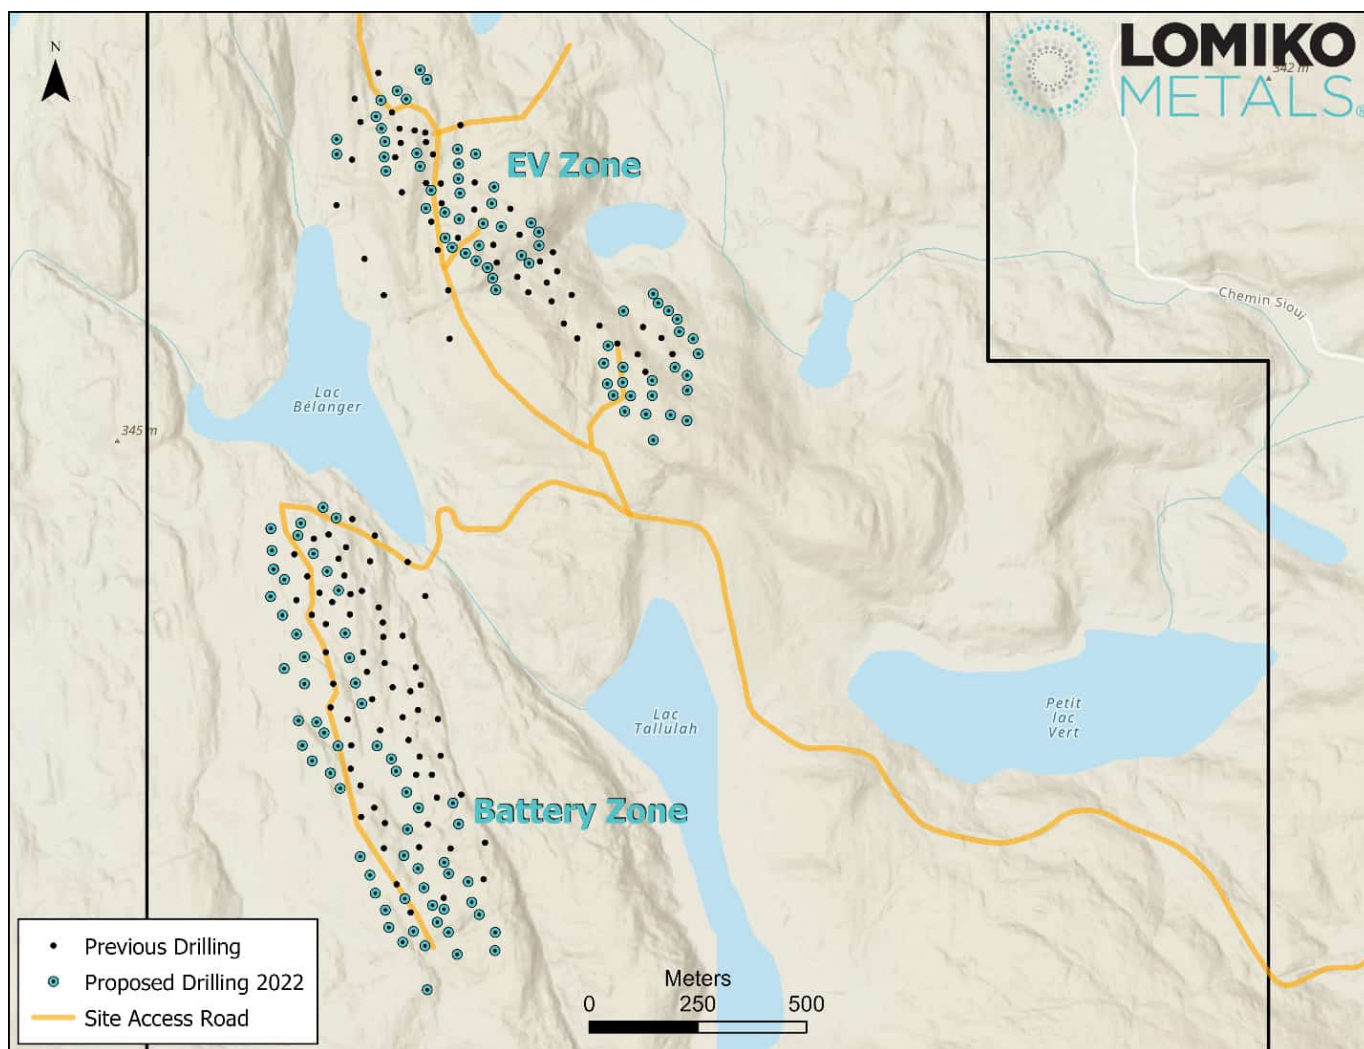 N
LOMIKO
METALS®
342 m
EV Zone
Chemin Siouï
Lac
Bélanger
345 m
Lac
Tallulah
Petit
lac
Vert
Battery Zone
Previous Drilling
Proposed Drilling 2022
Site Access Road
Meters
0 250 500